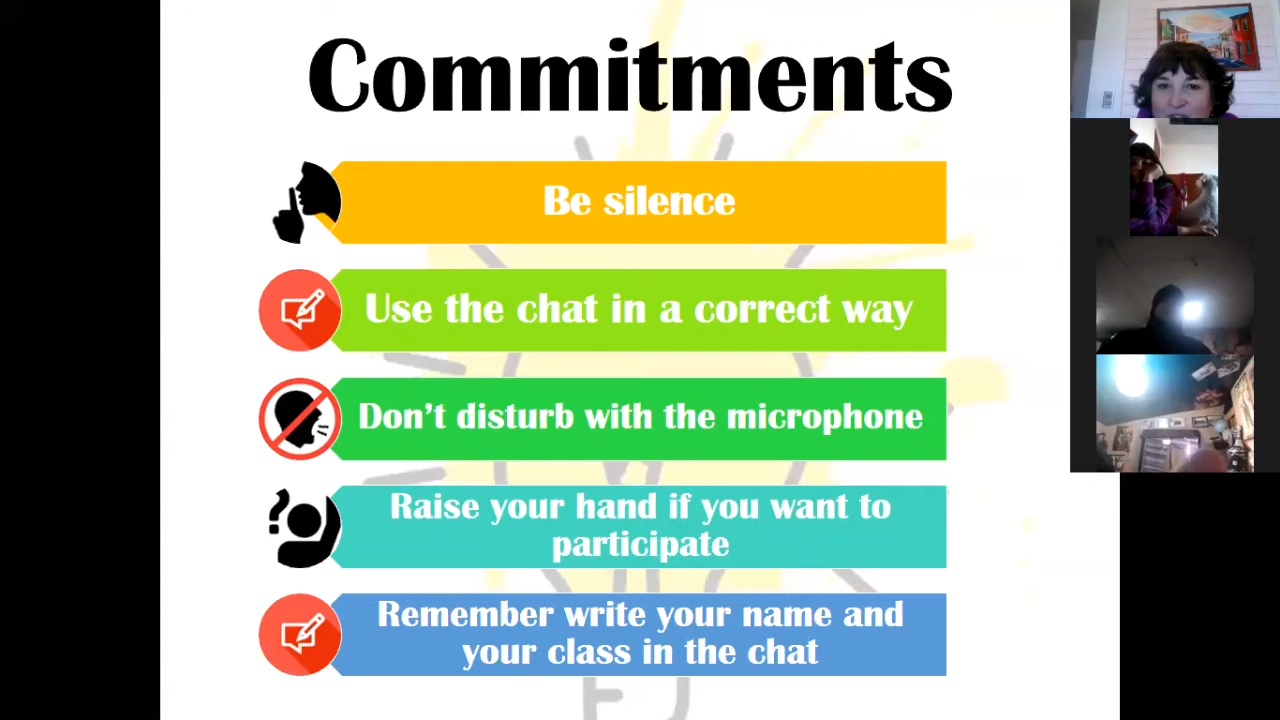 Commitments
Be silence
Use the chat in a correct way
Don't disturb with the microphone
Raise your hand if you want to
participate
Remember write your name and
your class in the chat